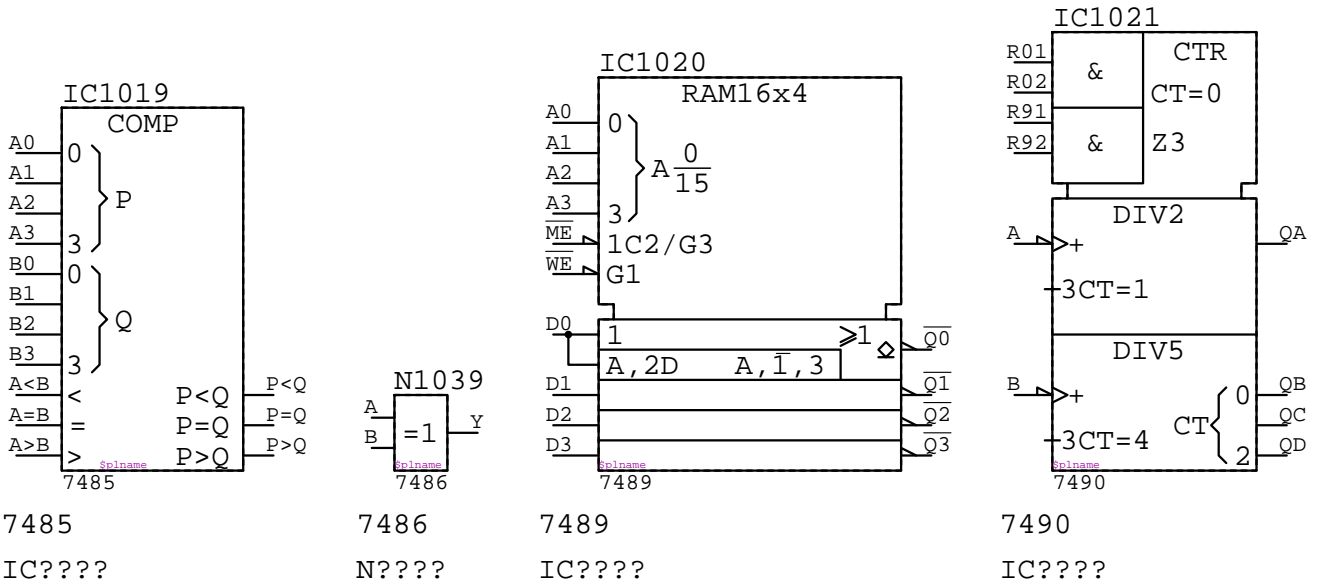 IC1019
COMP
A0
0
A1
A2
P
A3
3
B0
0
B1
B2
Q
B3
3
A<B
<
P<Q
P<Q
A=B
=
P=Q
P=Q
A>B
>
P>Q
P>Q
$plname
7485
7485
IC????
N1039
A
B
=1
Y
$plname
7486
7486
N????
IC1020
RAM16x4
A0
0
A1
A2
A
0
15
A3
3
ME
1C2/G3
WE
G1
D0
1
≥1
Q0
A,2D
A,1̅,3
D1
Q1
D2
Q2
D3
Q3
$plname
7489
7489
IC????
IC1021
R01
&
CTR
R02
CT=0
R91
&
Z3
R92
DIV2
A
+
QA
3CT=1
DIV5
B
+
0
QB
CT
QC
3CT=4
2
QD
$plname
7490
7490
IC????